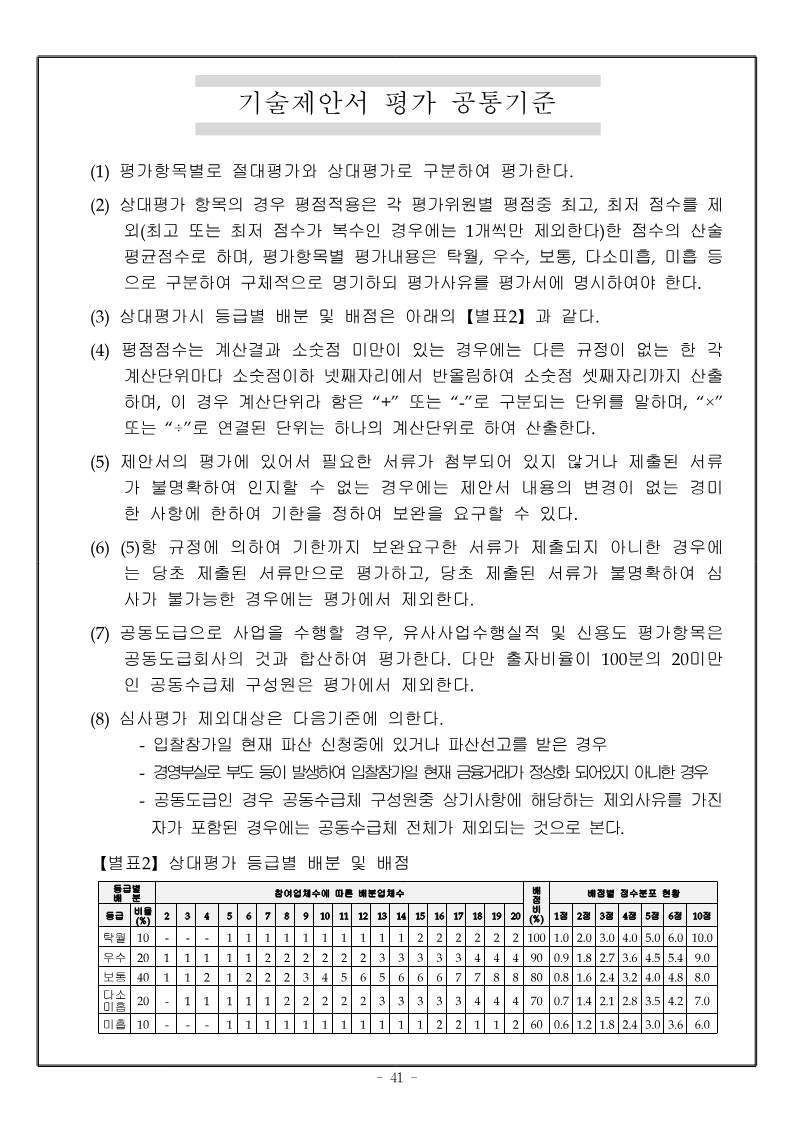 기술제안서 평가 공통기준
(1) 평가항목별로 절대평가와 상대평가로 구분하여 평가한다.
(2) 상대평가 항목의 경우 평점적용은 각 평가위원별 평점중 최고, 최저 점수를 제
외(최고 또는 최저 점수가 복수인 경우에는 1개씩만 제외한다)한 점수의 산술
평균점수로 하며, 평가항목별 평가내용은 탁월, 우수, 보통, 다소미흡, 미흡 등
으로 구분하여 구체적으로 명기하되 평가사유를 평가서에 명시하여야 한다.
(3) 상대평가시 등급별 배분 및 배점은 아래의【별표2】과 같다.
(4) 평점점수는 계산결과 소숫점 미만이 있는 경우에는 다른 규정이 없는 한 각
계산단위마다 소숫점이하 넷째자리에서 반올림하여 소숫점 셋째자리까지 산출
하며, 이 경우 계산단위라 함은 “+” 또는 “-”로 구분되는 단위를 말하며, “×”
또는 “÷”로 연결된 단위는 하나의 계산단위로 하여 산출한다.
(5) 제안서의 평가에 있어서 필요한 서류가 첨부되어 있지 않거나 제출된 서류
가 불명확하여 인지할 수 없는 경우에는 제안서 내용의 변경이 없는 경미
한 사항에 한하여 기한을 정하여 보완을 요구할 수 있다.
(6) (5)항 규정에 의하여 기한까지 보완요구한 서류가 제출되지 아니한 경우에
는 당초 제출된 서류만으로 평가하고, 당초 제출된 서류가 불명확하여 심
사가 불가능한 경우에는 평가에서 제외한다.
(7) 공동도급으로 사업을 수행할 경우, 유사사업수행실적 및 신용도 평가항목은
공동도급회사의 것과 합산하여 평가한다. 다만 출자비율이 100분의 20미만
인 공동수급체 구성원은 평가에서 제외한다.
(8) 심사평가 제외대상은 다음기준에 의한다.
- 입찰참가일 현재 파산 신청중에 있거나 파산선고를 받은 경우
- 경영부실로 부도 등이 발생하여 입찰참가일 현재 금융거래가 정상화 되어있지 아니한 경우
- 공동도급인 경우 공동수급체 구성원중 상기사항에 해당하는 제외사유를 가진
자가 포함된 경우에는 공동수급체 전체가 제외되는 것으로 본다.
【별표2】상대평가 등급별 배분 및 배점
등급별 배 분 참여업체수에 따른 배분업체수 배점비(%) 배점별 점수분포 현황
등급 비율(%) 2 3 4 5 6 7 8 9 10 11 12 13 14 15 16 17 18 19 20 1점 2점 3점 4점 5점 6점 10점
탁월 10 - - - 1 1 1 1 1 1 1 1 1 1 2 2 2 2 2 2 100 1.0 2.0 3.0 4.0 5.0 6.0 10.0
우수 20 1 1 1 1 1 2 2 2 2 2 2 3 3 3 3 3 4 4 4 90 0.9 1.8 2.7 3.6 4.5 5.4 9.0
보통 40 1 1 2 1 2 2 2 3 4 5 6 5 6 6 6 7 7 8 8 80 0.8 1.6 2.4 3.2 4.0 4.8 8.0
다소미흡 20 - 1 1 1 1 1 2 2 2 2 2 3 3 3 3 3 4 4 4 70 0.7 1.4 2.1 2.8 3.5 4.2 7.0
미흡 10 - - - 1 1 1 1 1 1 1 1 1 1 1 2 2 1 1 2 60 0.6 1.2 1.8 2.4 3.0 3.6 6.0
- 41 -